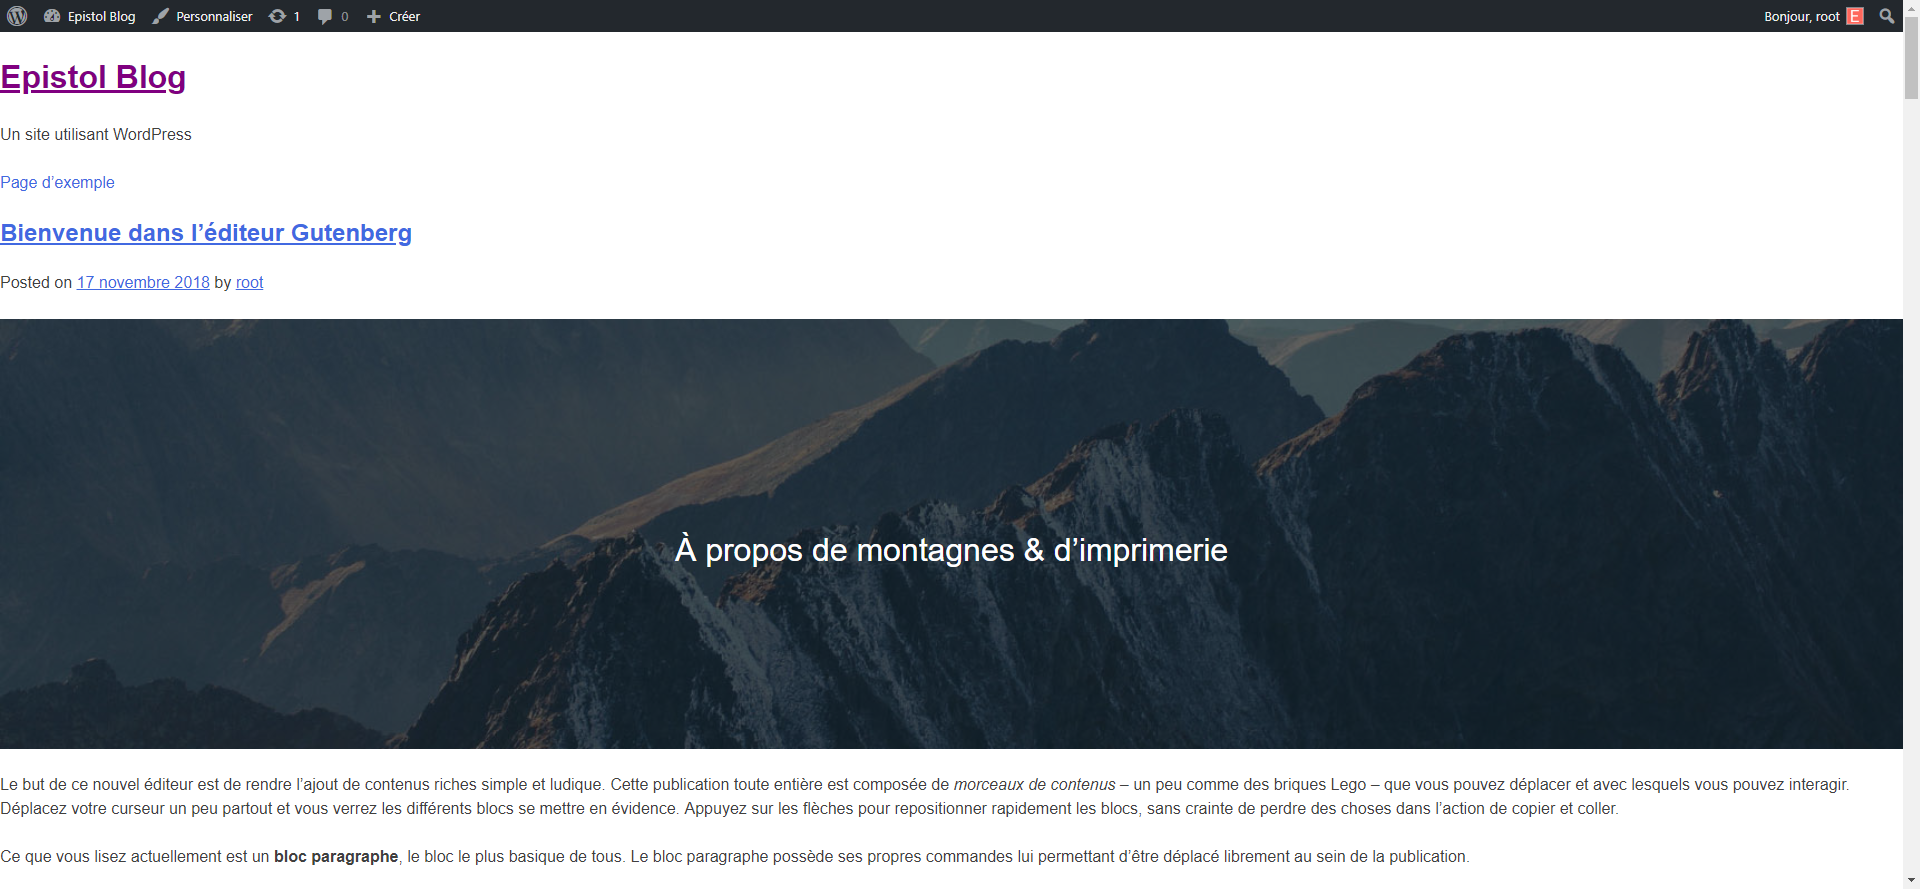 Epistol Blog Personnaliser 1 0 Créer Bonjour, root E
Epistol Blog
Un site utilisant WordPress
Page d’exemple
Bienvenue dans l’éditeur Gutenberg
Posted on 17 novembre 2018 by root
À propos de montagnes & d’imprimerie
Le but de ce nouvel éditeur est de rendre l’ajout de contenus riches simple et ludique. Cette publication toute entière est composée de morceaux de contenus – un peu comme des briques Lego – que vous pouvez déplacer et avec lesquels vous pouvez interagir.
Déplacez votre curseur un peu partout et vous verrez les différents blocs se mettre en évidence. Appuyez sur les flèches pour repositionner rapidement les blocs, sans crainte de perdre des choses dans l’action de copier et coller.
Ce que vous lisez actuellement est un bloc paragraphe, le bloc le plus basique de tous. Le bloc paragraphe possède ses propres commandes lui permettant d’être déplacé librement au sein de la publication.